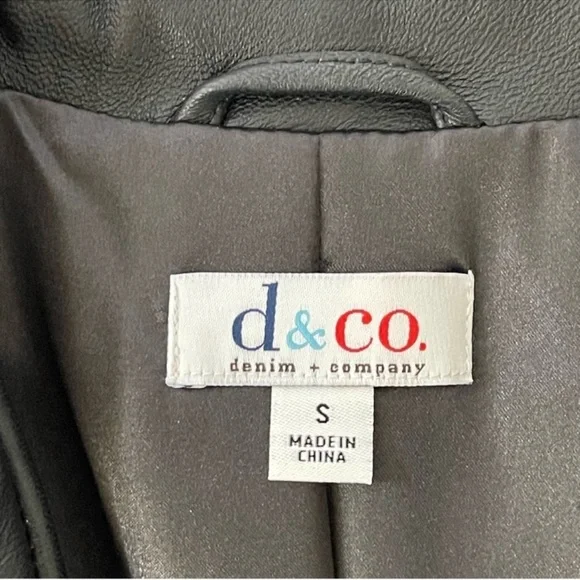 d&co.
denim + company
S
MADE IN
CHINA